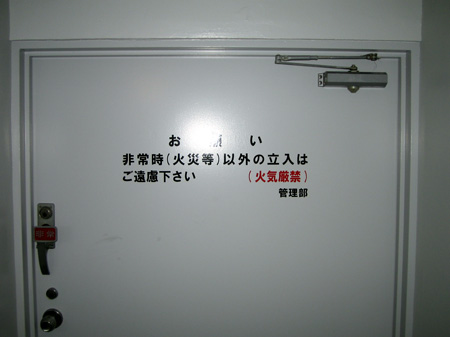 お願い
非常時(火災等)以外の立入は
ご遠慮下さい (火気厳禁)
管理部